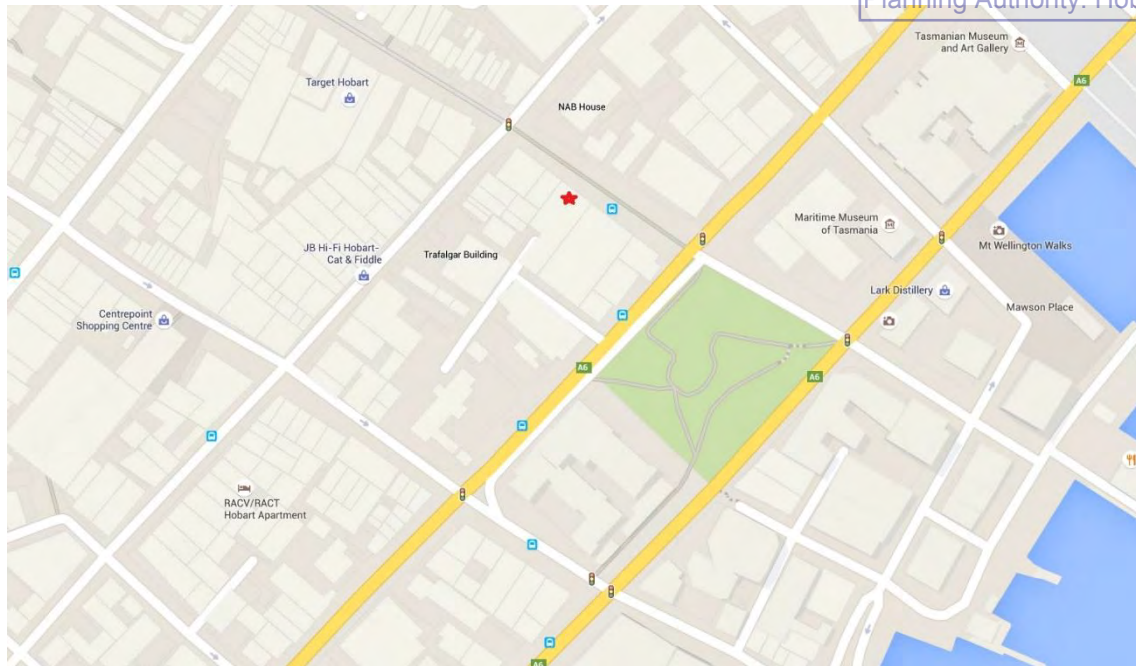 Planning Authority: Hob
Tasmanian Museum
and Art Gallery
Target Hobart
A6
NAB House
Maritime Museum
of Tasmania
Mt Wellington Walks
JB Hi-Fi Hobart-
Cat & Fiddle
Trafalgar Building
Lark Distillery
Mawson Place
Centrepoint
Shopping Centre
A6
A6
RACV/RACT
Hobart Apartment
A6